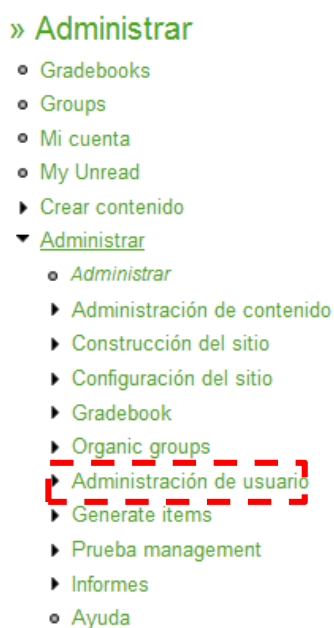 » Administrar
Gradebooks
Groups
Mi cuenta
My Unread
Crear contenido
Administrar
Administrar
Administración de contenido
Construcción del sitio
Configuración del sitio
Gradebook
Organic groups
Administración de usuario
Generate items
Prueba management
Informes
Ayuda